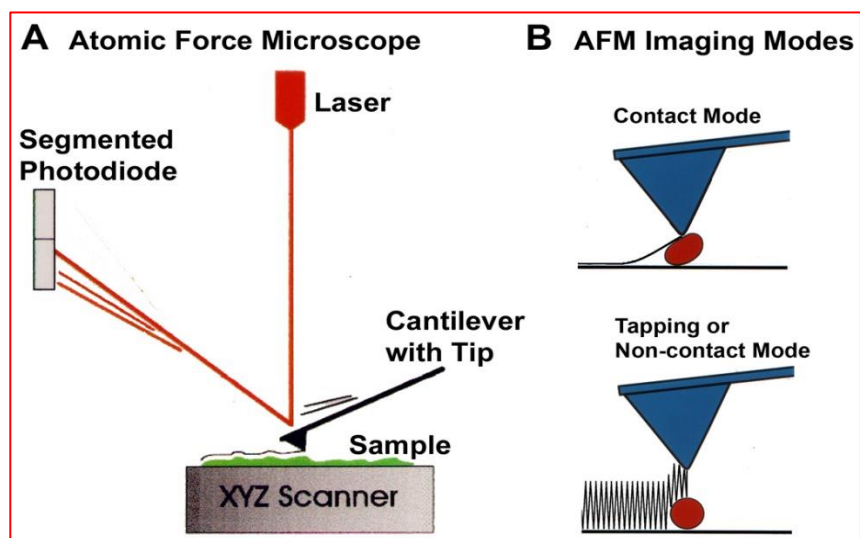 A Atomic Force Microscope
Laser
Segmented
Photodiode
Cantilever
with Tip
Sample
XYZ Scanner
B AFM Imaging Modes
Contact Mode
Tapping or
Non-contact Mode